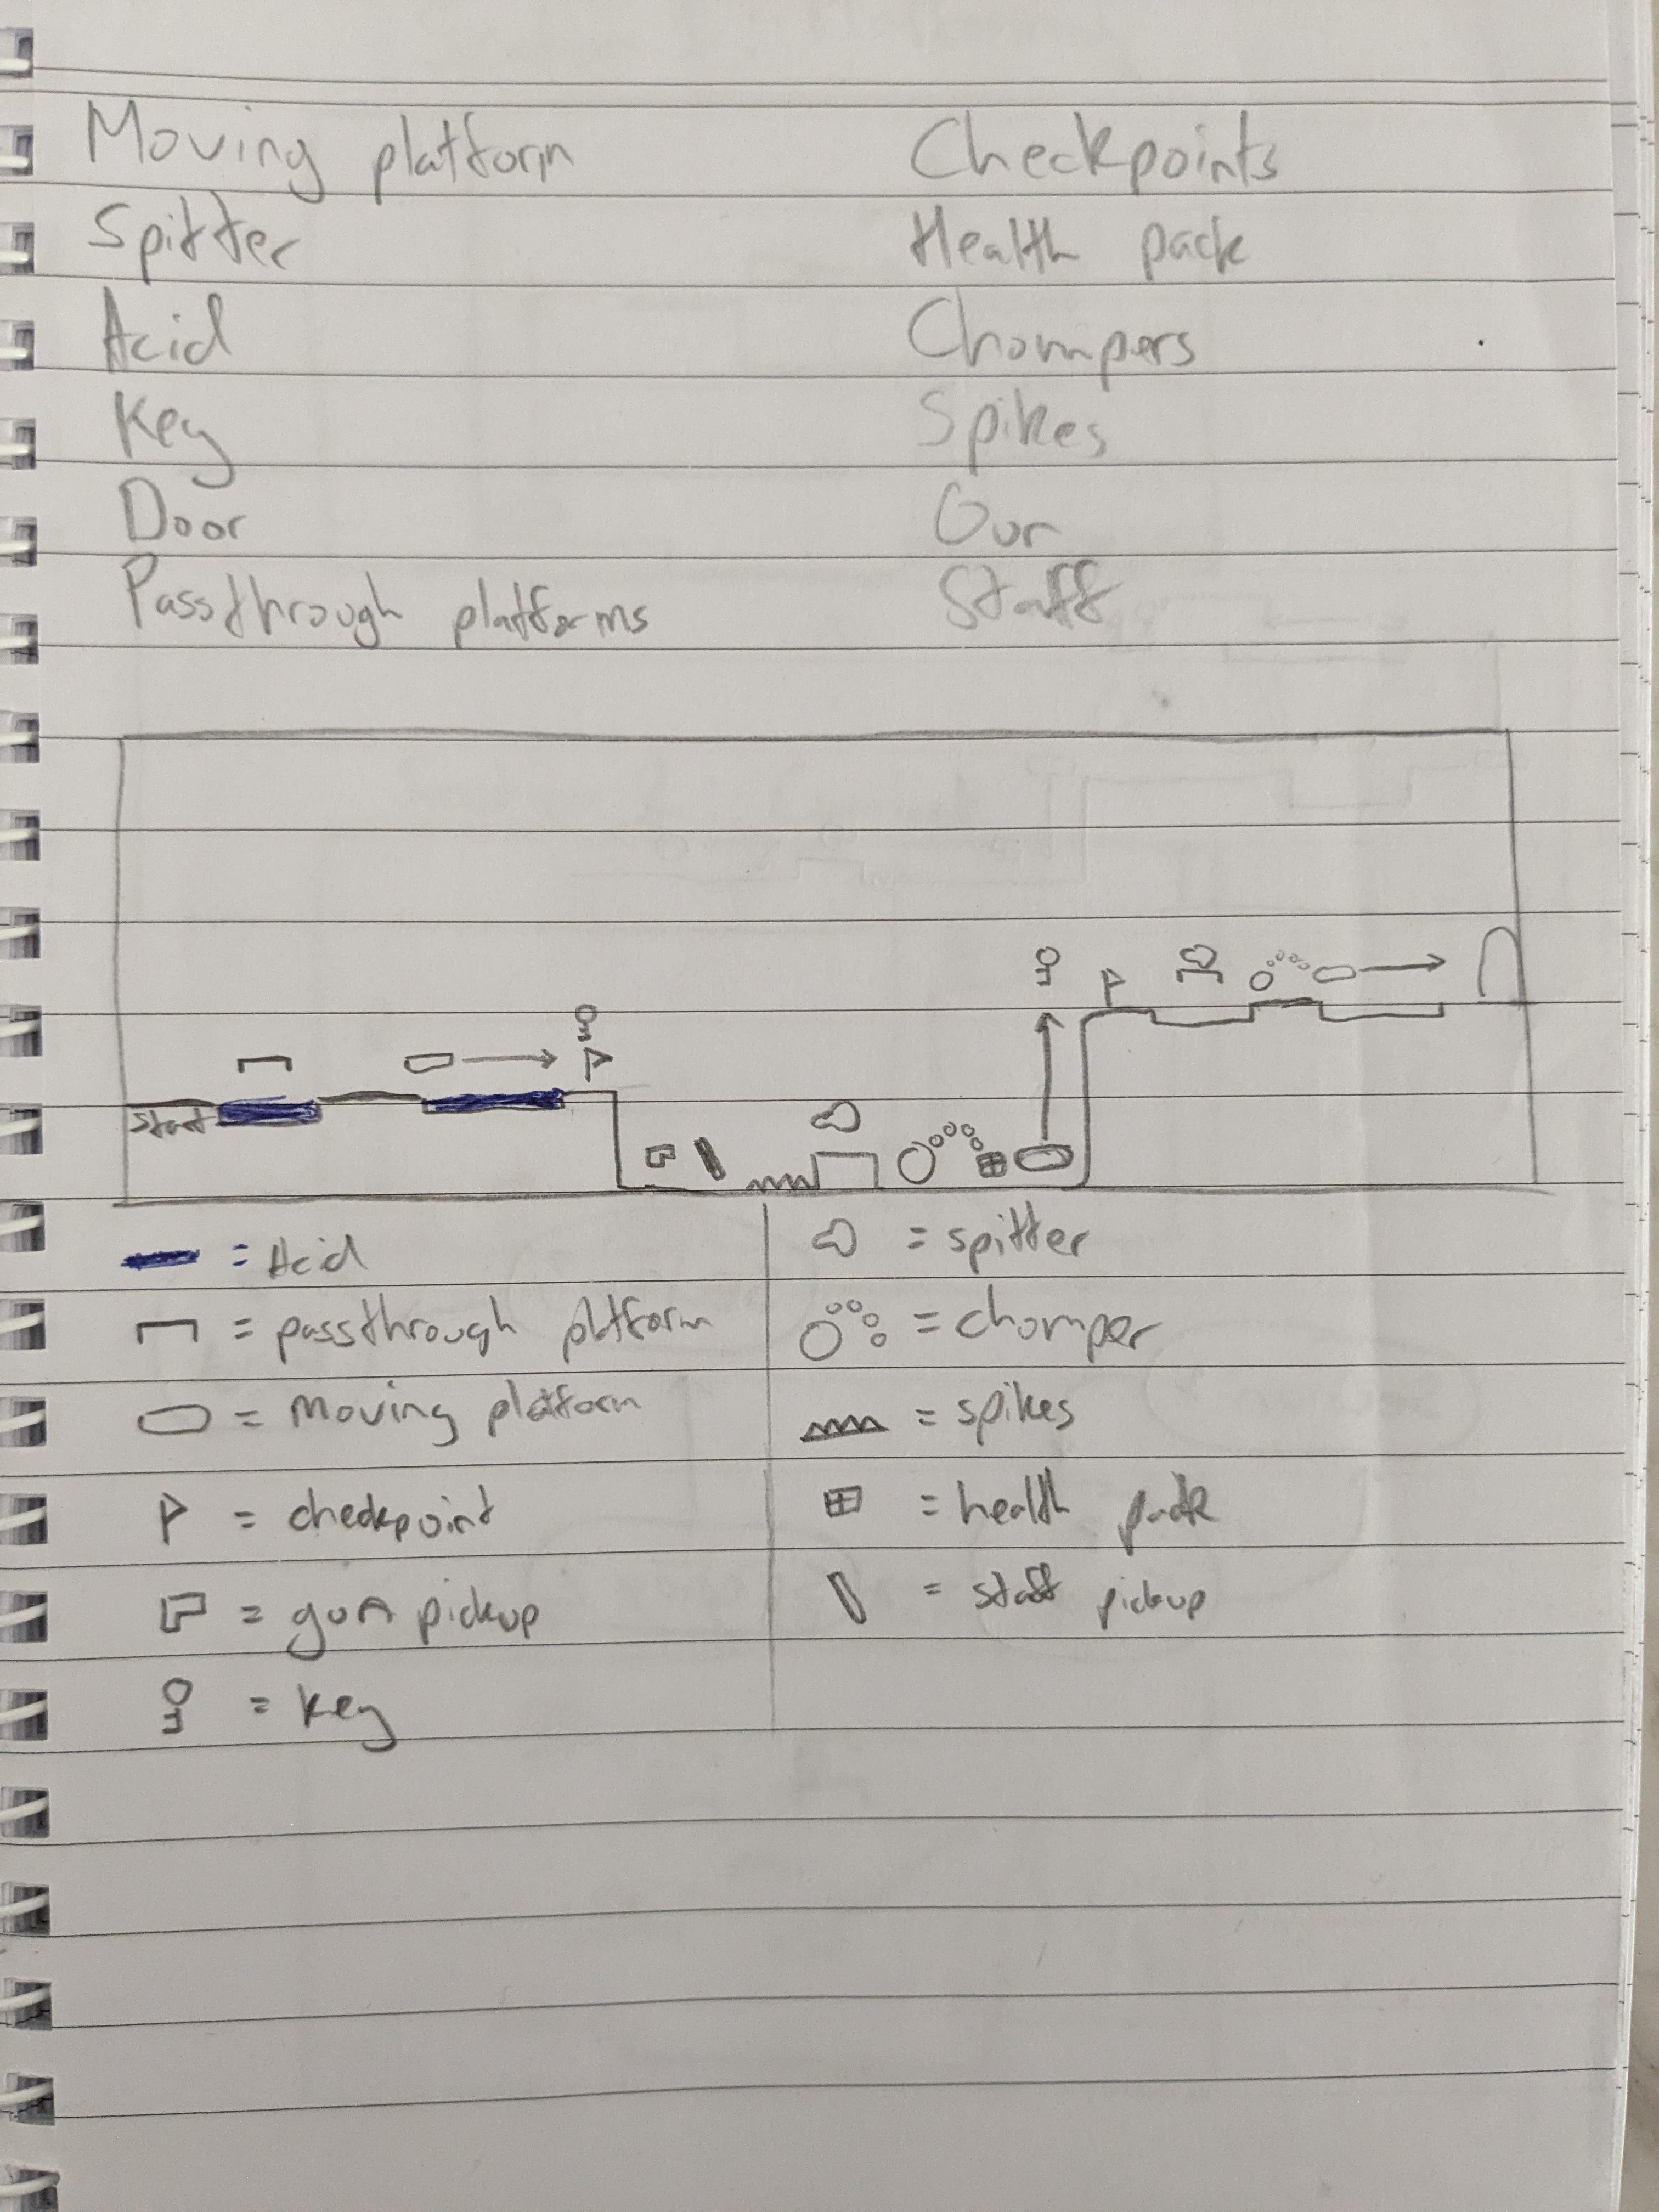 Moving platform
Spitter
Acid
Key
Door
Passthrough platforms
Checkpoints
Health pack
Chompers
Spikes
Gun
Staff
Start
= Acid
= passthrough platform
= moving platform
= checkpoint
= gun pickup
= key
= spitter
= chomper
= spikes
= health pack
= staff pickup